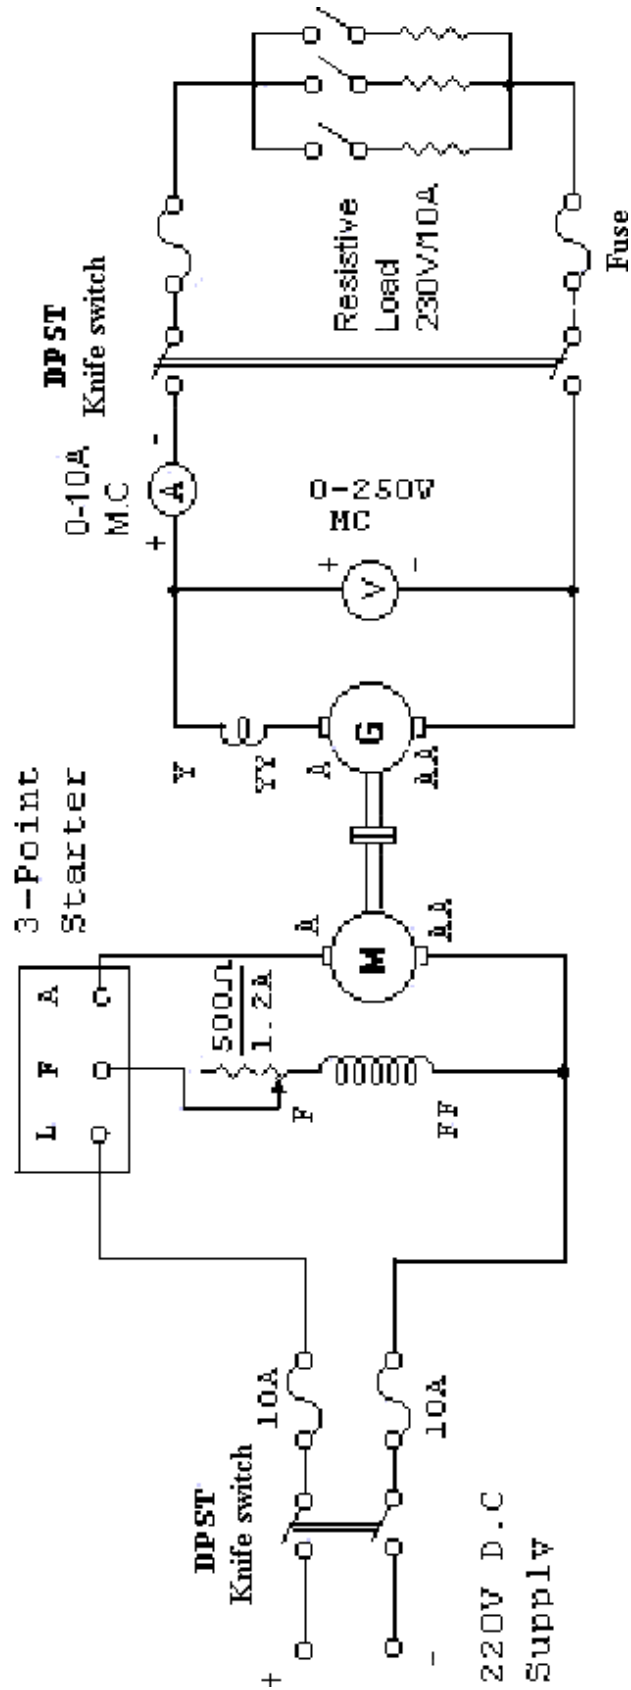 220V D.C
Supply
+
-
DPST
Knife switch
10A
10A
L F A
3-Point
Starter
500Ω
1.2A
F
FF
A
M
AA
Y
YY
A
G
AA
0-10A
M.C
+ A -
0-250V
MC
+
V
-
DPST
Knife switch
Resistive
Load
230V/10A
Fuse